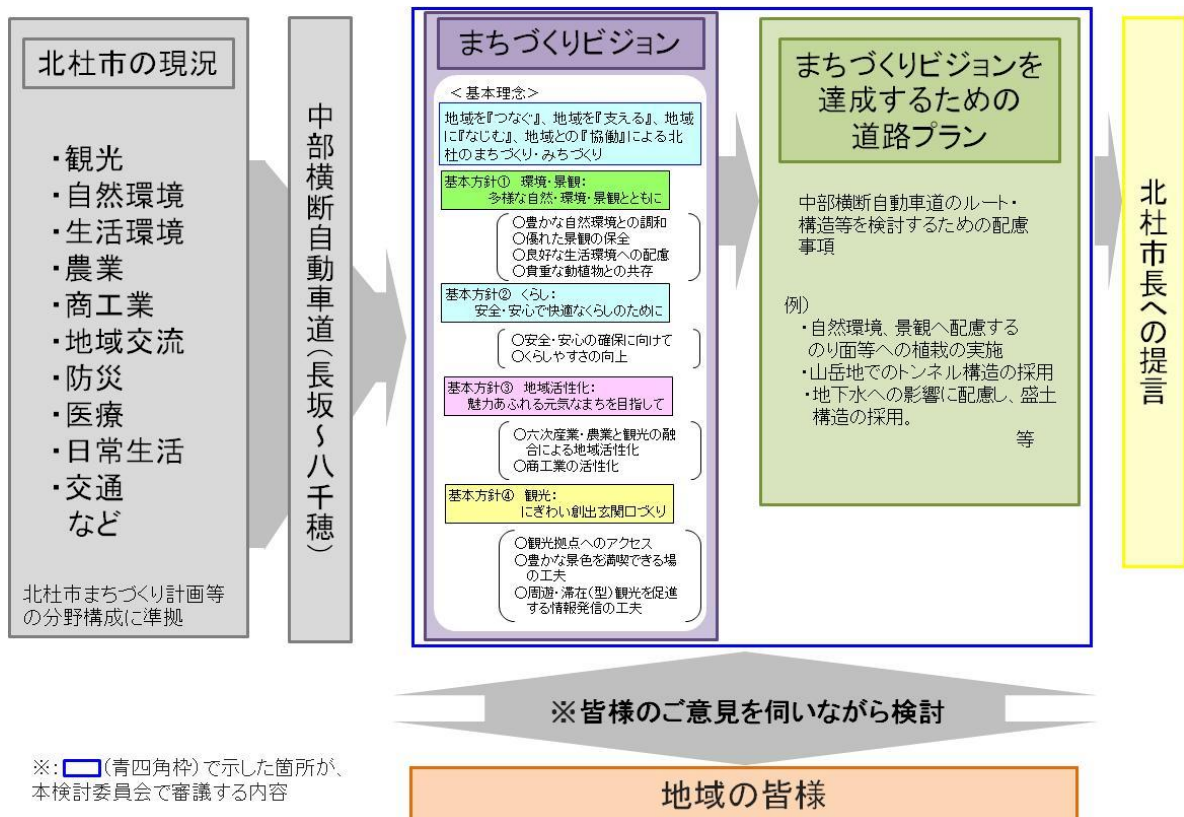 北杜市の現況
・観光
・自然環境
・生活環境
・農業
・商工業
・地域交流
・防災
・医療
・日常生活
・交通
など
北杜市まちづくり計画等
の分野構成に準拠
中部横断自動車道(長坂～八千穂)
まちづくりビジョン
＜基本理念＞
地域を『つなぐ』、地域を『支える』、地域
に『なじむ』、地域との『協働』による北
杜のまちづくり・みちづくり
基本方針① 環境・景観：
多様な自然・環境・景観とともに
○豊かな自然環境との調和
○優れた景観の保全
○良好な生活環境への配慮
○貴重な動植物との共存
基本方針② くらし：
安全・安心で快適なくらしのために
○安全・安心の確保に向けて
○くらしやすさの向上
基本方針③ 地域活性化：
魅力あふれる元気なまちを目指して
○六次産業・農業と観光の融
合による地域活性化
○商工業の活性化
基本方針④ 観光：
にぎわい創出玄関口づくり
○観光拠点へのアクセス
○豊かな景色を満喫できる場
の工夫
○周遊・滞在(型)観光を促進
する情報発信の工夫
まちづくりビジョンを
達成するための
道路プラン
中部横断自動車道のルート・
構造等を検討するための配慮
事項
例）
・自然環境、景観へ配慮する
のり面等への植栽の実施
・山岳地でのトンネル構造の採用
・地下水への影響に配慮し、盛土
構造の採用。
等
北杜市長への提言
※皆様のご意見を伺いながら検討
地域の皆様
※：(青四角枠)で示した箇所が、
本検討委員会で審議する内容